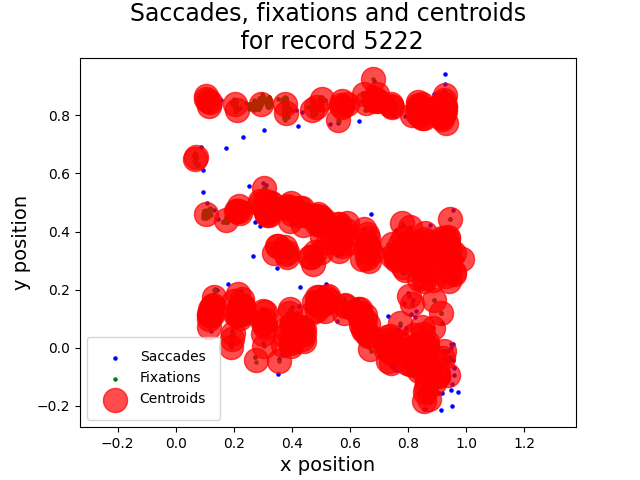 Saccades, fixations and centroids
for record 5222
y position
0.8
0.6
0.4
0.2
0.0
−0.2
Saccades
Fixations
Centroids
−0.2 0.0 0.2 0.4 0.6 0.8 1.0 1.2
x position